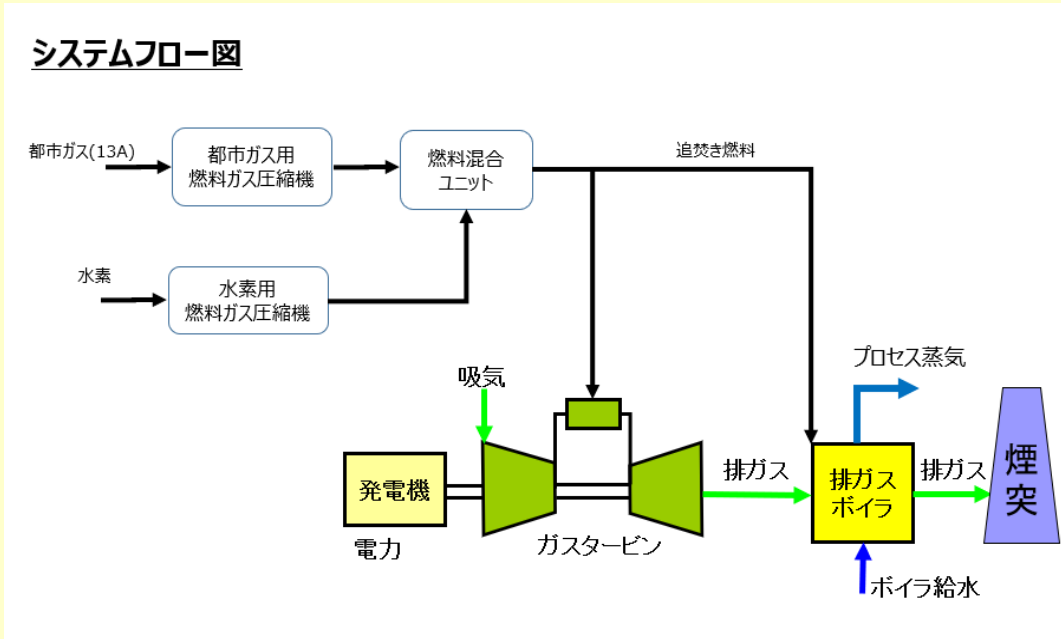 システムフロー図
都市ガス(13A)
都市ガス用
燃料ガス圧縮機
燃料混合
ユニット
追焚き燃料
水素
水素用
燃料ガス圧縮機
吸気
プロセス蒸気
発電機
電力
ガスタービン
排ガス
排ガス
ボイラ
排ガス
煙
突
ボイラ給水